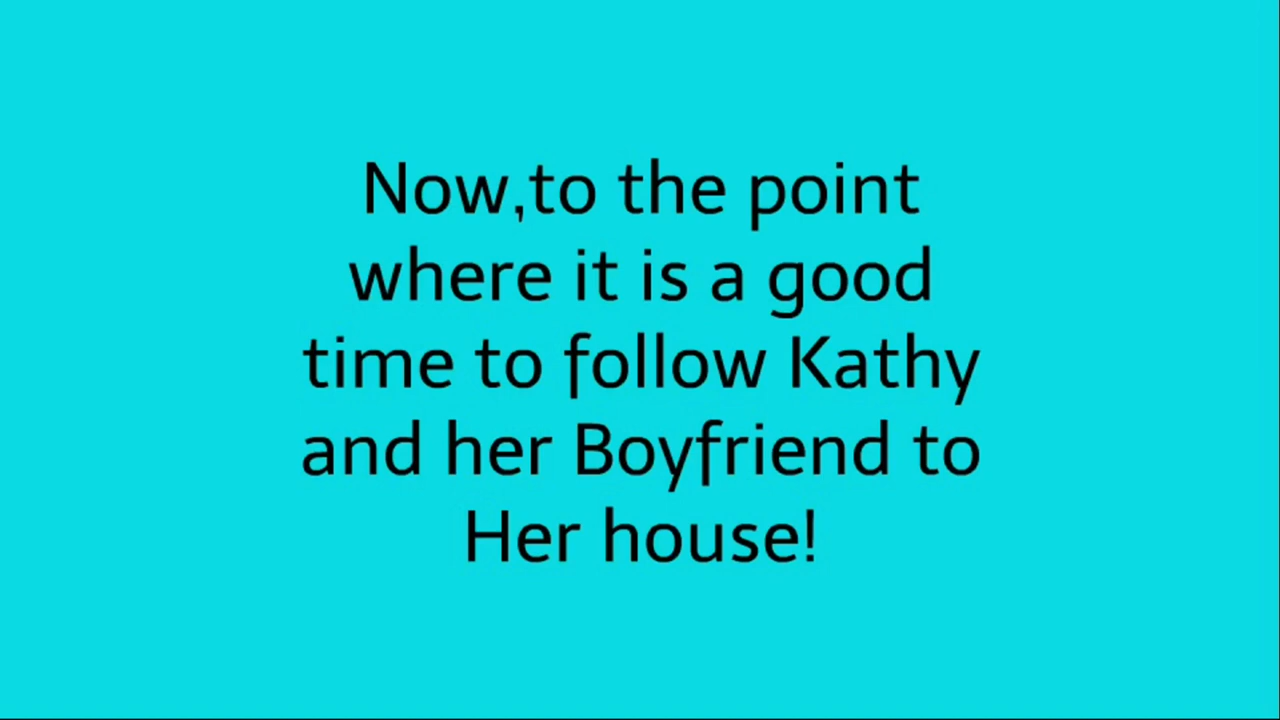 Now,to the point
where it is a good
time to follow Kathy
and her Boyfriend to
Her house!